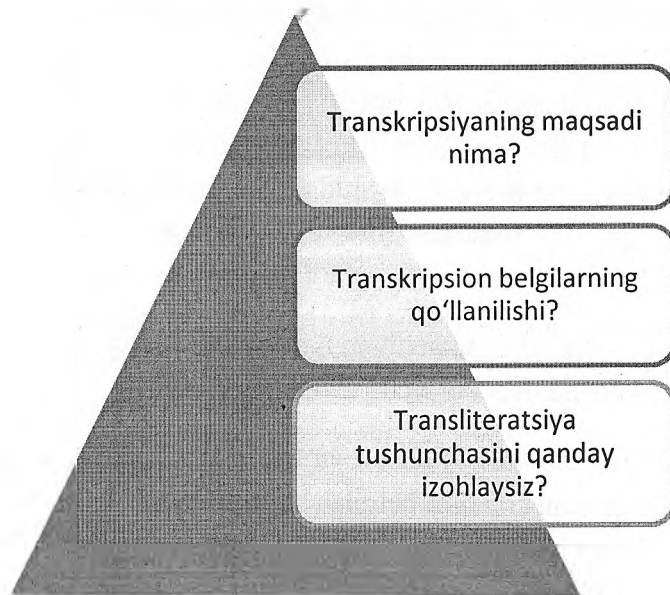 Transkripsiyaning maqsadi
nima?
Transkripsion belgilarning
qo‘llanilishi?
Transliteratsiya
tushunchasini qanday
izohlaysiz?